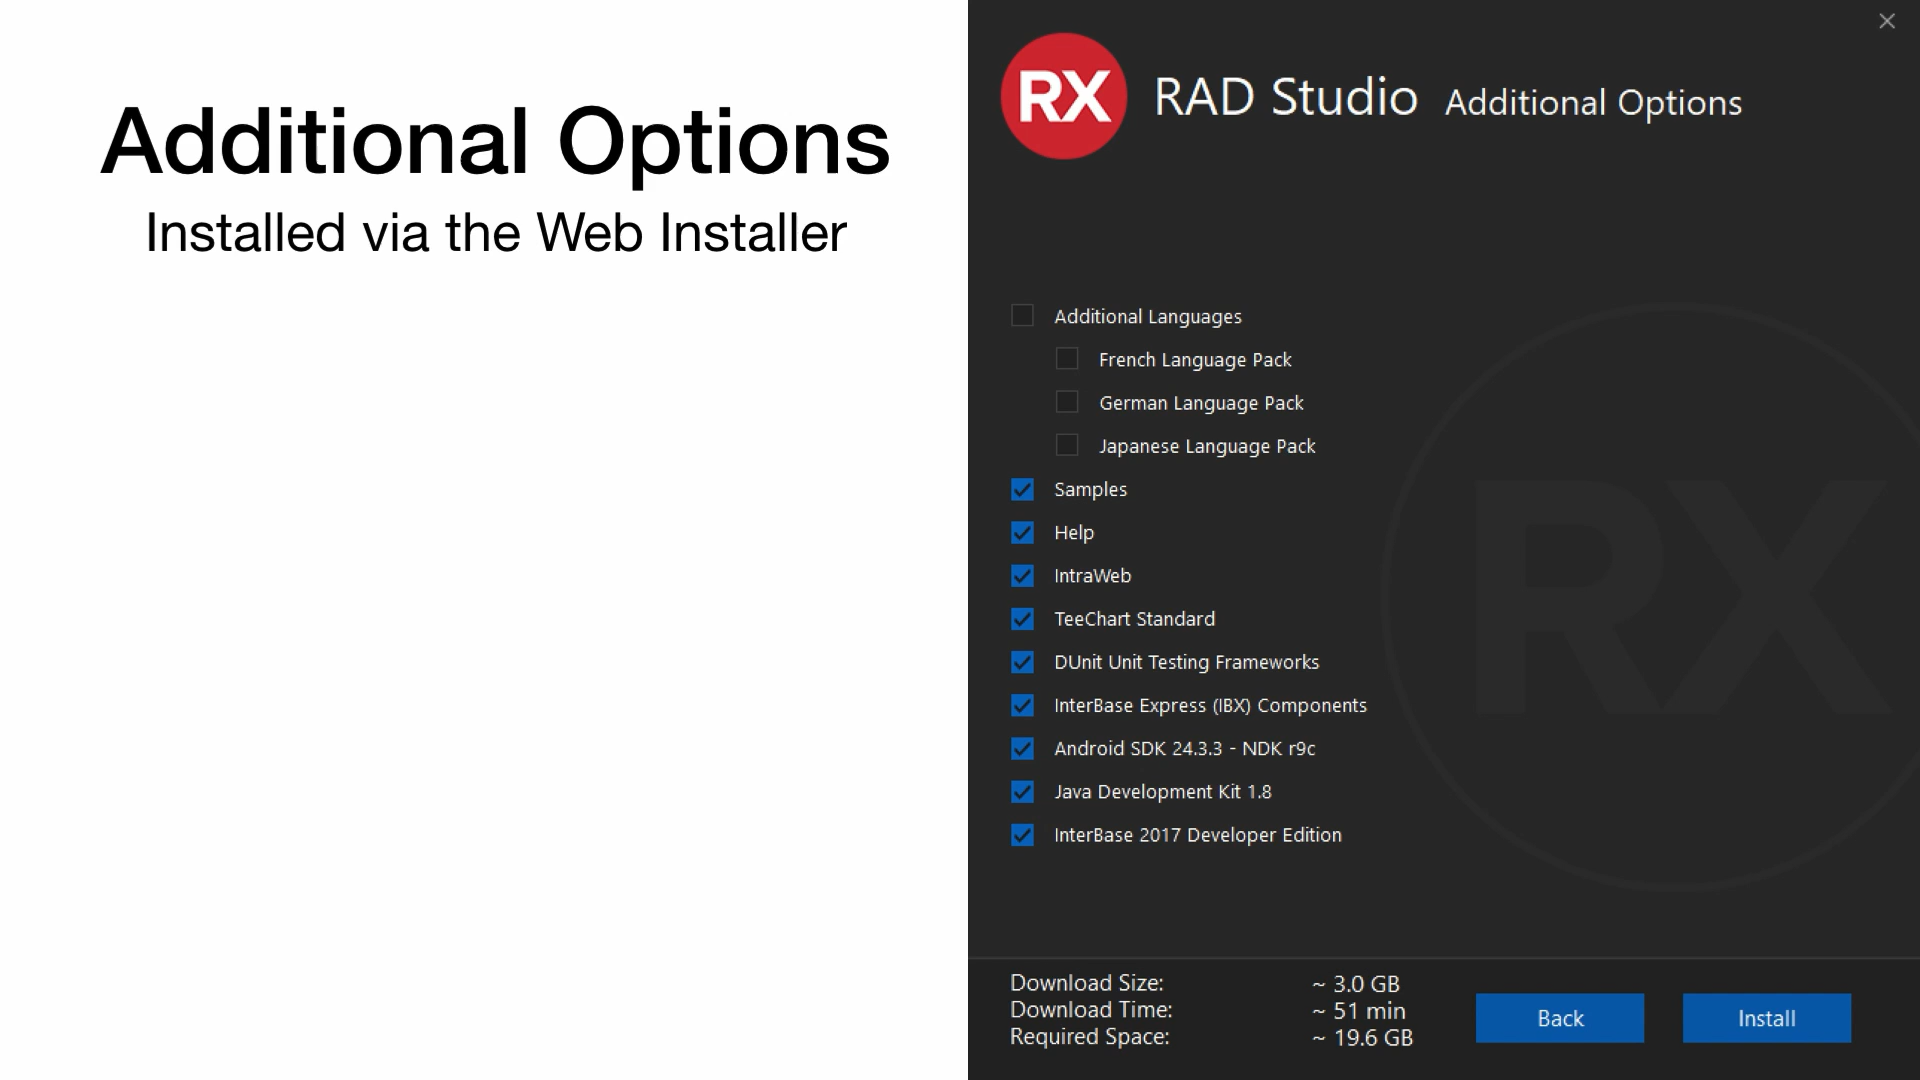 Additional Options
Installed via the Web Installer
RX
RAD Studio Additional Options
Additional Languages
French Language Pack
German Language Pack
Japanese Language Pack
Samples
Help
IntraWeb
TeeChart Standard
DUnit Unit Testing Frameworks
InterBase Express (IBX) Components
Android SDK 24.3.3 - NDK r9c
Java Development Kit 1.8
InterBase 2017 Developer Edition
RX
Download Size: ~ 3.0 GB
Download Time: ~ 51 min
Required Space: ~ 19.6 GB
Back
Install